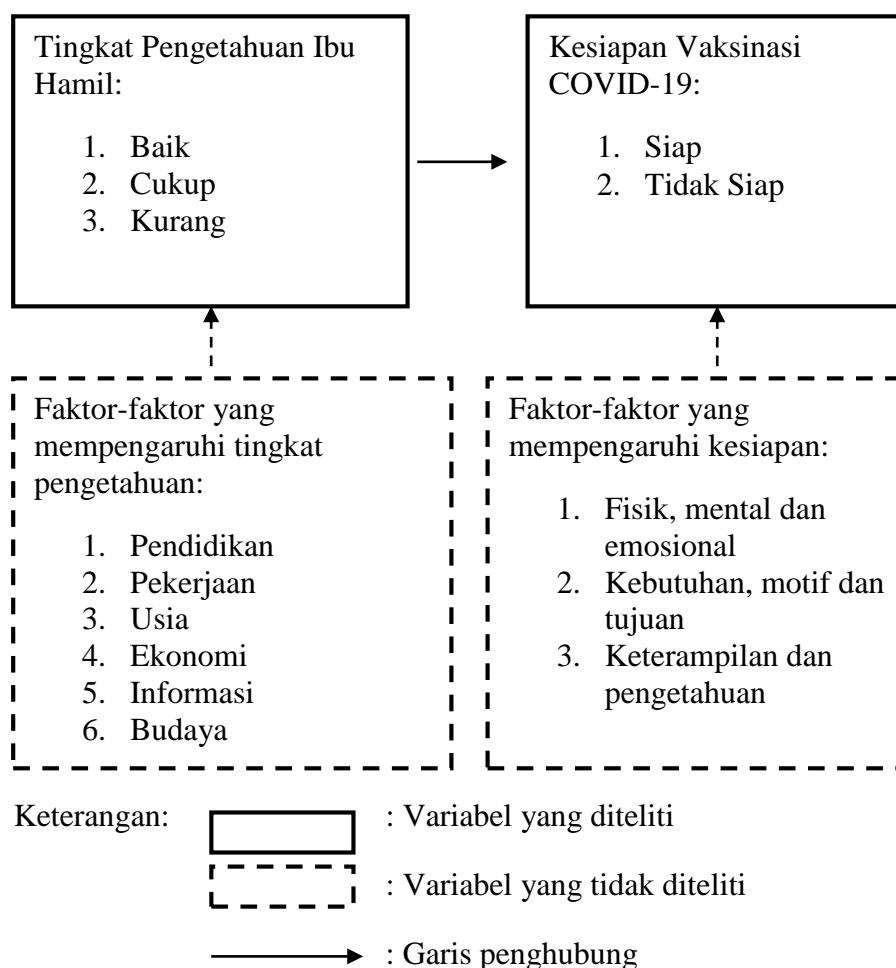 Tingkat Pengetahuan Ibu
Hamil:
1. Baik
2. Cukup
3. Kurang
Kesiapan Vaksinasi
COVID-19:
1. Siap
2. Tidak Siap
Faktor-faktor yang
mempengaruhi tingkat
pengetahuan:
1. Pendidikan
2. Pekerjaan
3. Usia
4. Ekonomi
5. Informasi
6. Budaya
Faktor-faktor yang
mempengaruhi kesiapan:
1. Fisik, mental dan
emosional
2. Kebutuhan, motif dan
tujuan
3. Keterampilan dan
pengetahuan
Keterangan:
: Variabel yang diteliti
: Variabel yang tidak diteliti
: Garis penghubung